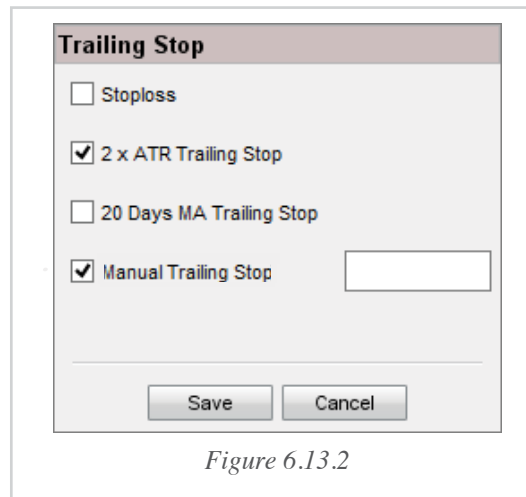 Trailing Stop
Stoploss
2 x ATR Trailing Stop
20 Days MA Trailing Stop
Manual Trailing Stop
Save Cancel
Figure 6.13.2